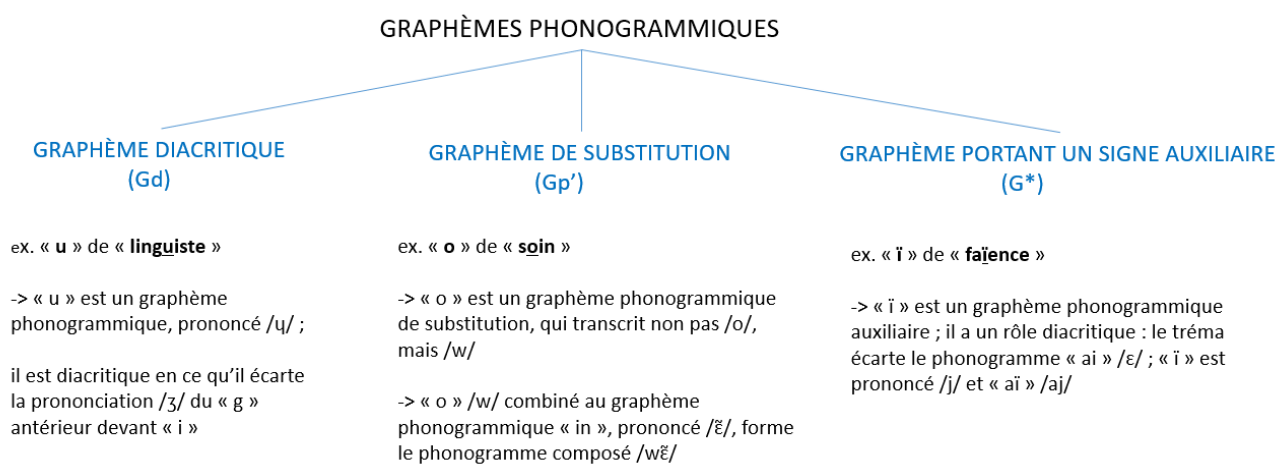 GRAPHÈMES PHONOGRAMMIQUES
GRAPHÈME DIACRITIQUE
(Gd)
ex. « u » de « linguiste »
-> « u » est un graphème
phonogrammique, prononcé /ɥ/ ;
il est diacritique en ce qu’il écarte
la prononciation /ʒ/ du « g »
antérieur devant « i »
GRAPHÈME DE SUBSTITUTION
(Gp’)
ex. « o » de « soin »
-> « o » est un graphème phonogrammique
de substitution, qui transcrit non pas /o/,
mais /w/
-> « o » /w/ combiné au graphème
phonogrammique « in », prononcé /ɛ̃/, forme
le phonogramme composé /wɛ̃/
GRAPHÈME PORTANT UN SIGNE AUXILIAIRE
(G*)
ex. « ï » de « faïence »
-> « ï » est un graphème phonogrammique
auxiliaire ; il a un rôle diacritique : le tréma
écarte le phonogramme « ai » /ɛ/ ; « ï » est
prononcé /j/ et « aï » /aj/